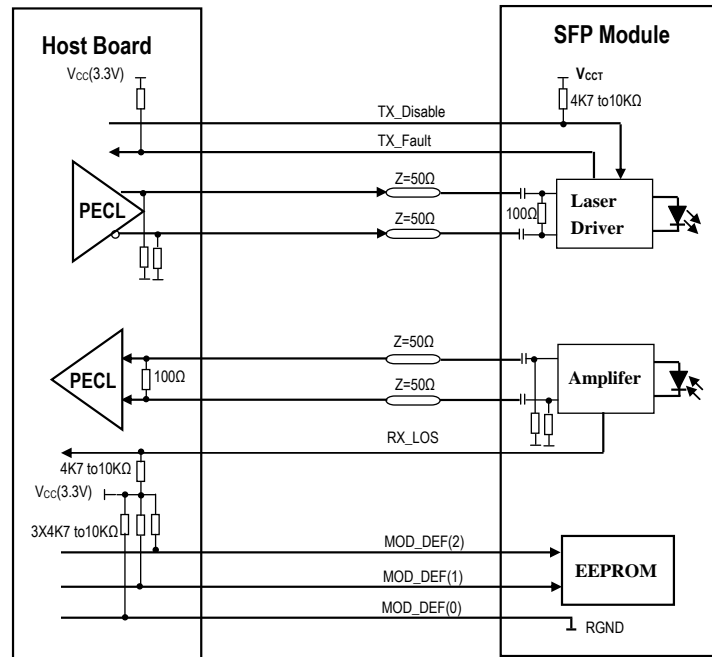 Host Board
SFP Module
VCC(3.3V)
VCCT
4K7 to10KΩ
TX_Disable
TX_Fault
Z=50Ω
PECL
100Ω
Laser
Driver
Z=50Ω
Z=50Ω
PECL
100Ω
Amplifer
Z=50Ω
RX_LOS
4K7 to10KΩ
VCC(3.3V)
3X4K7 to10KΩ
MOD_DEF(2)
EEPROM
MOD_DEF(1)
MOD_DEF(0)
RGND